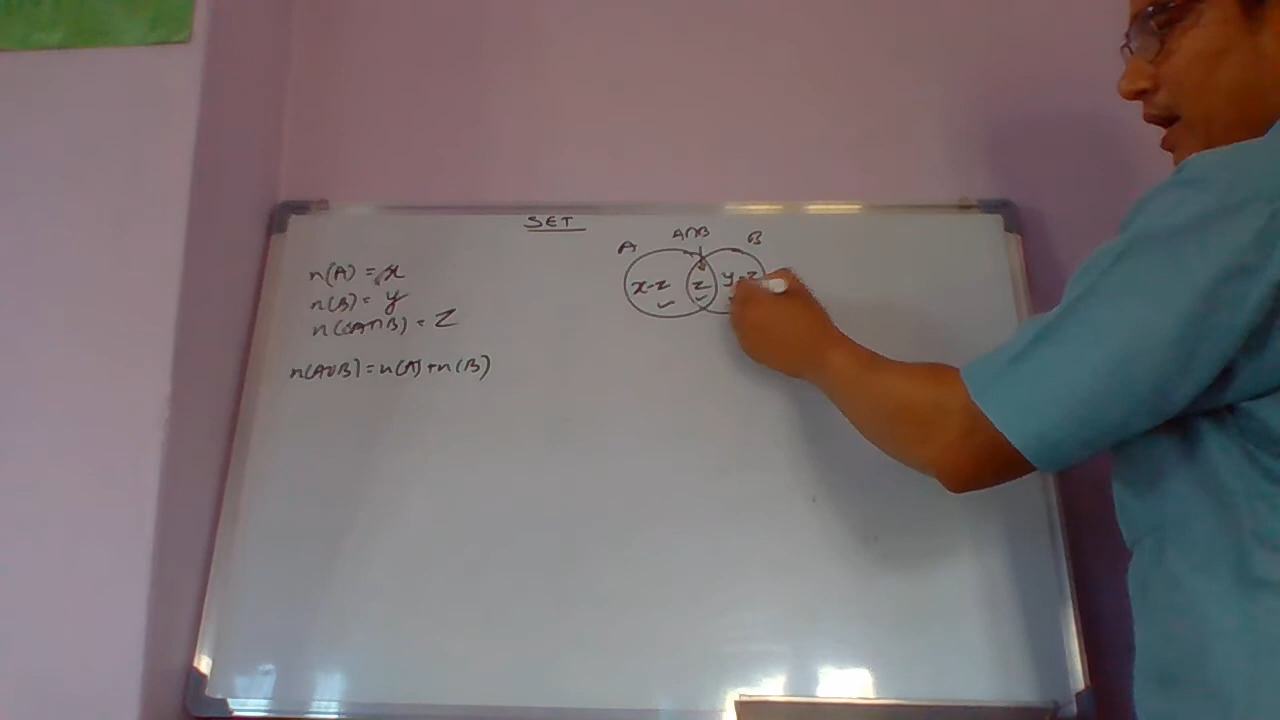 SET
n(A) = x
n(B) = y
n(A∩B) = z
n(A∪B) = n(A) + n(B)
A A∩B B
x-z z y-z